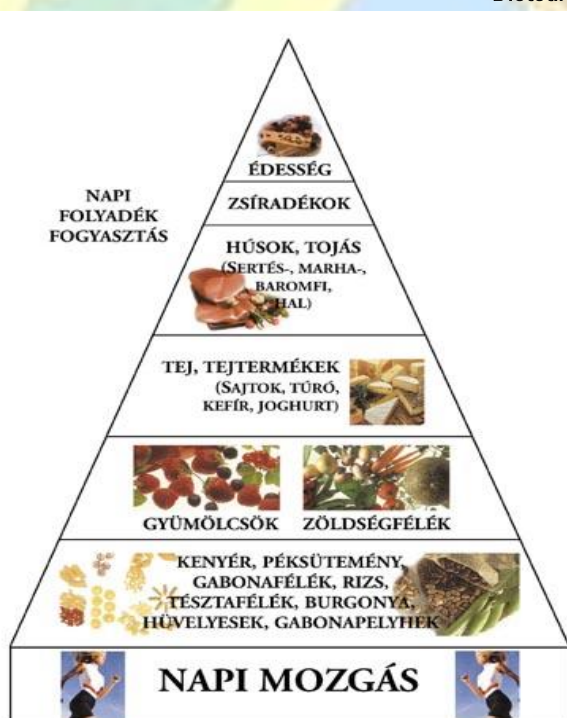 ÉDESSÉG
NAPI
FOLYADÉK
FOGYASZTÁS
ZSÍRADÉKOK
HÚSOK, TOJÁS
(SERTÉS-, MARHA-,
BAROMFI,
HAL)
TEJ, TEJTERMÉKEK
(SAJTOK, TÚRÓ,
KEFÍR, JOGHURT)
GYÜMÖLCSÖK
ZÖLDSÉGFÉLÉK
KENYÉR, PÉKSÜTEMÉNY,
GABONAFÉLÉK, RIZS,
TÉSZTAFÉLÉK, BURGONYA,
HÜVELYESEK, GABONAPELYHEK
NAPI MOZGÁS